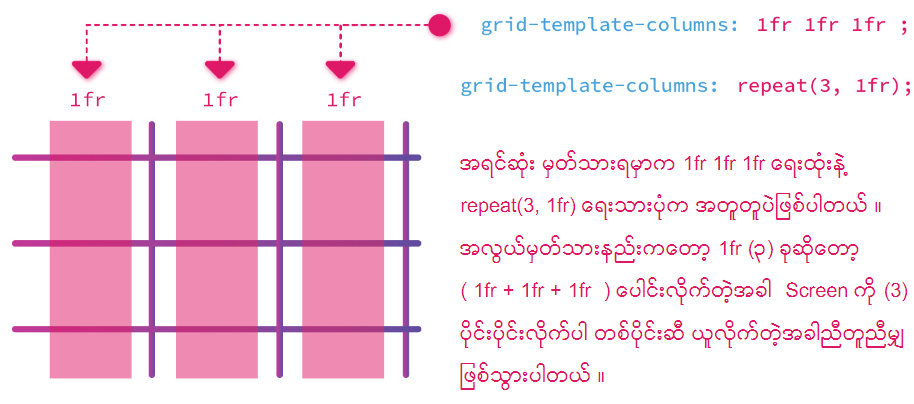 grid-template-columns: 1fr 1fr 1fr ;
grid-template-columns: repeat(3, 1fr);
1fr 1fr 1fr
အရင်ဆုံး မှတ်သားရမှာက 1fr 1fr 1fr ရေးထုံးနဲ့
repeat(3, 1fr) ရေးသားပုံက အတူတူပဲဖြစ်ပါတယ် ။
အလွယ်မှတ်သားနည်းကတော့ 1fr (၃) ခုဆိုတော့
( 1fr + 1fr + 1fr ) ပေါင်းလိုက်တဲ့အခါ Screen ကို (3)
ပိုင်းပိုင်းလိုက်ပါ တစ်ပိုင်းဆီ ယူလိုက်တဲ့အခါညီတူညီမျှ
ဖြစ်သွားပါတယ် ။